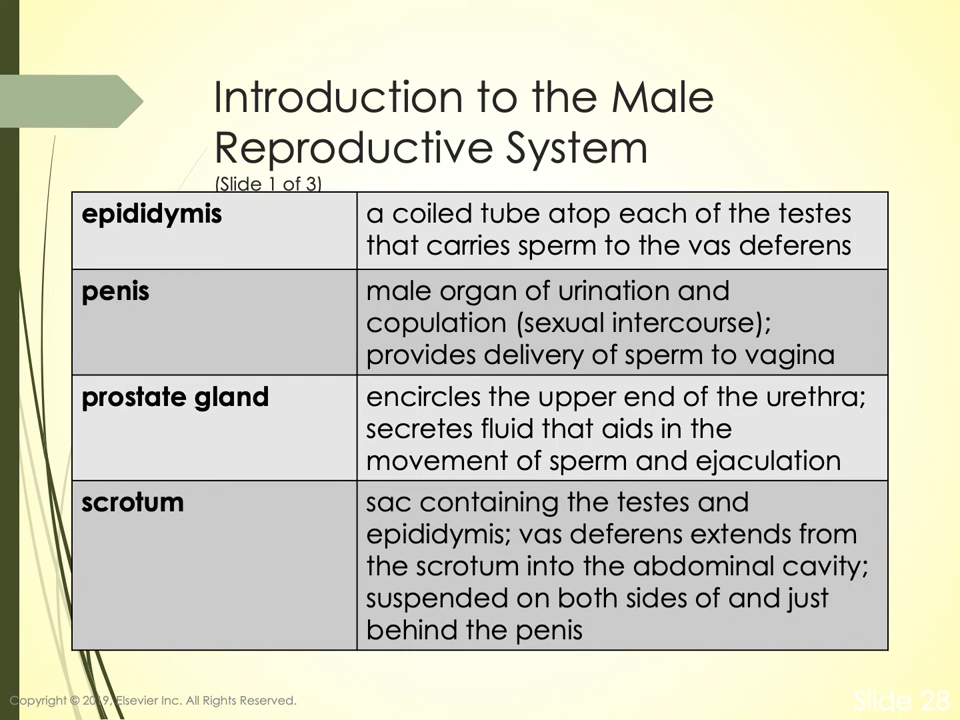 Introduction to the Male
Reproductive System
(Slide 1 of 3)
epididymis
a coiled tube atop each of the testes
that carries sperm to the vas deferens
penis
male organ of urination and
copulation (sexual intercourse);
provides delivery of sperm to vagina
prostate gland
encircles the upper end of the urethra;
secretes fluid that aids in the
movement of sperm and ejaculation
scrotum
sac containing the testes and
epididymis; vas deferens extends from
the scrotum into the abdominal cavity;
suspended on both sides of and just
behind the penis
Copyright © 2019, Elsevier Inc. All Rights Reserved.
Slide 28